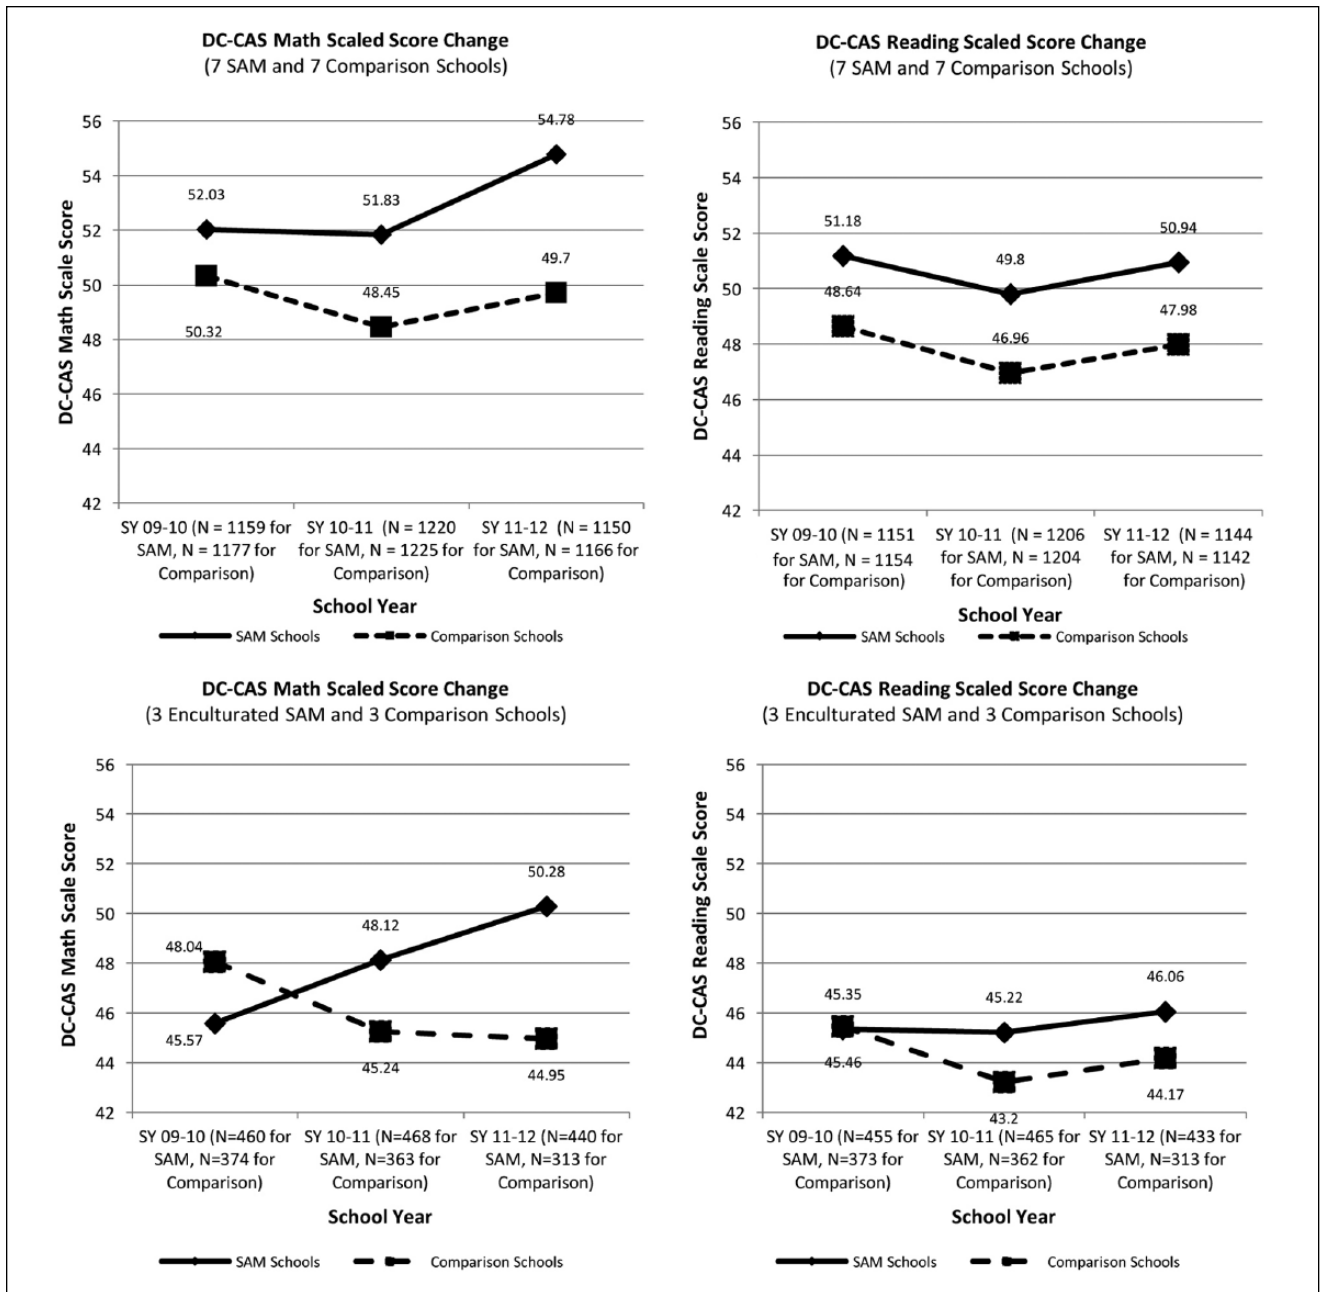 DC-CAS Math Scaled Score Change
(7 SAM and 7 Comparison Schools)
56
54
52
50
48
46
44
42
DC-CAS Math Scale Score
52.03
51.83
54.78
50.32
48.45
49.7
SY 09-10 (N = 1159 for
SAM, N = 1177 for
Comparison)
SY 10-11 (N = 1220
for SAM, N = 1225 for
Comparison)
SY 11-12 (N = 1150
for SAM, N = 1166 for
Comparison)
School Year
SAM Schools
Comparison Schools
DC-CAS Reading Scaled Score Change
(7 SAM and 7 Comparison Schools)
56
54
52
50
48
46
44
42
DC-CAS Reading Scale Score
51.18
49.8
50.94
48.64
46.96
47.98
SY 09-10 (N = 1151
for SAM, N = 1154
for Comparison)
SY 10-11 (N = 1206
for SAM, N = 1204
for Comparison)
SY 11-12 (N = 1144
for SAM, N = 1142
for Comparison)
School Year
SAM Schools
Comparison Schools
DC-CAS Math Scaled Score Change
(3 Enculturated SAM and 3 Comparison Schools)
56
54
52
50
48
46
44
42
DC-CAS Math Scale Score
48.04
48.12
50.28
45.57
45.24
44.95
SY 09-10 (N=460 for
SAM, N=374 for
Comparison)
SY 10-11 (N=468 for
SAM, N=363 for
Comparison)
SY 11-12 (N=440 for
SAM, N=313 for
Comparison)
School Year
SAM Schools
Comparison Schools
DC-CAS Reading Scaled Score Change
(3 Enculturated SAM and 3 Comparison Schools)
56
54
52
50
48
46
44
42
DC-CAS Reading Scale Score
45.35
45.22
46.06
45.46
43.2
44.17
SY 09-10 (N=455 for
SAM, N=373 for
Comparison)
SY 10-11 (N=465 for
SAM, N=362 for
Comparison)
SY 11-12 (N=433 for
SAM, N=313 for
Comparison)
School Year
SAM Schools
Comparison Schools